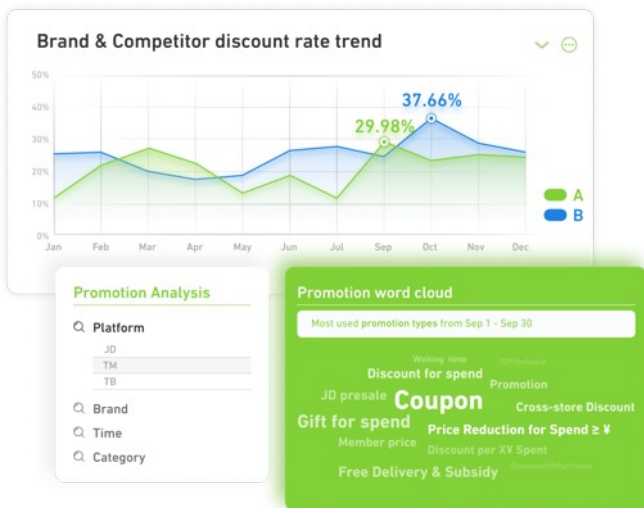 Brand & Competitor discount rate trend
50%
40%
30%
20%
10%
0%
37.66%
29.98%
A
B
Jan Feb Mar Apr May Jun Jul Sep Oct Nov Dec
Promotion Analysis
Platform
JD
TM
TB
Brand
Time
Category
Promotion word cloud
Most used promotion types from Sep 1 - Sep 30
Waiting time
Discount for spend
Promotion
JD presale
Coupon
Cross-store Discount
Gift for spend
Price Reduction for Spend ≥ ¥
Member price
Discount per X¥ Spent
Free Delivery & Subsidy